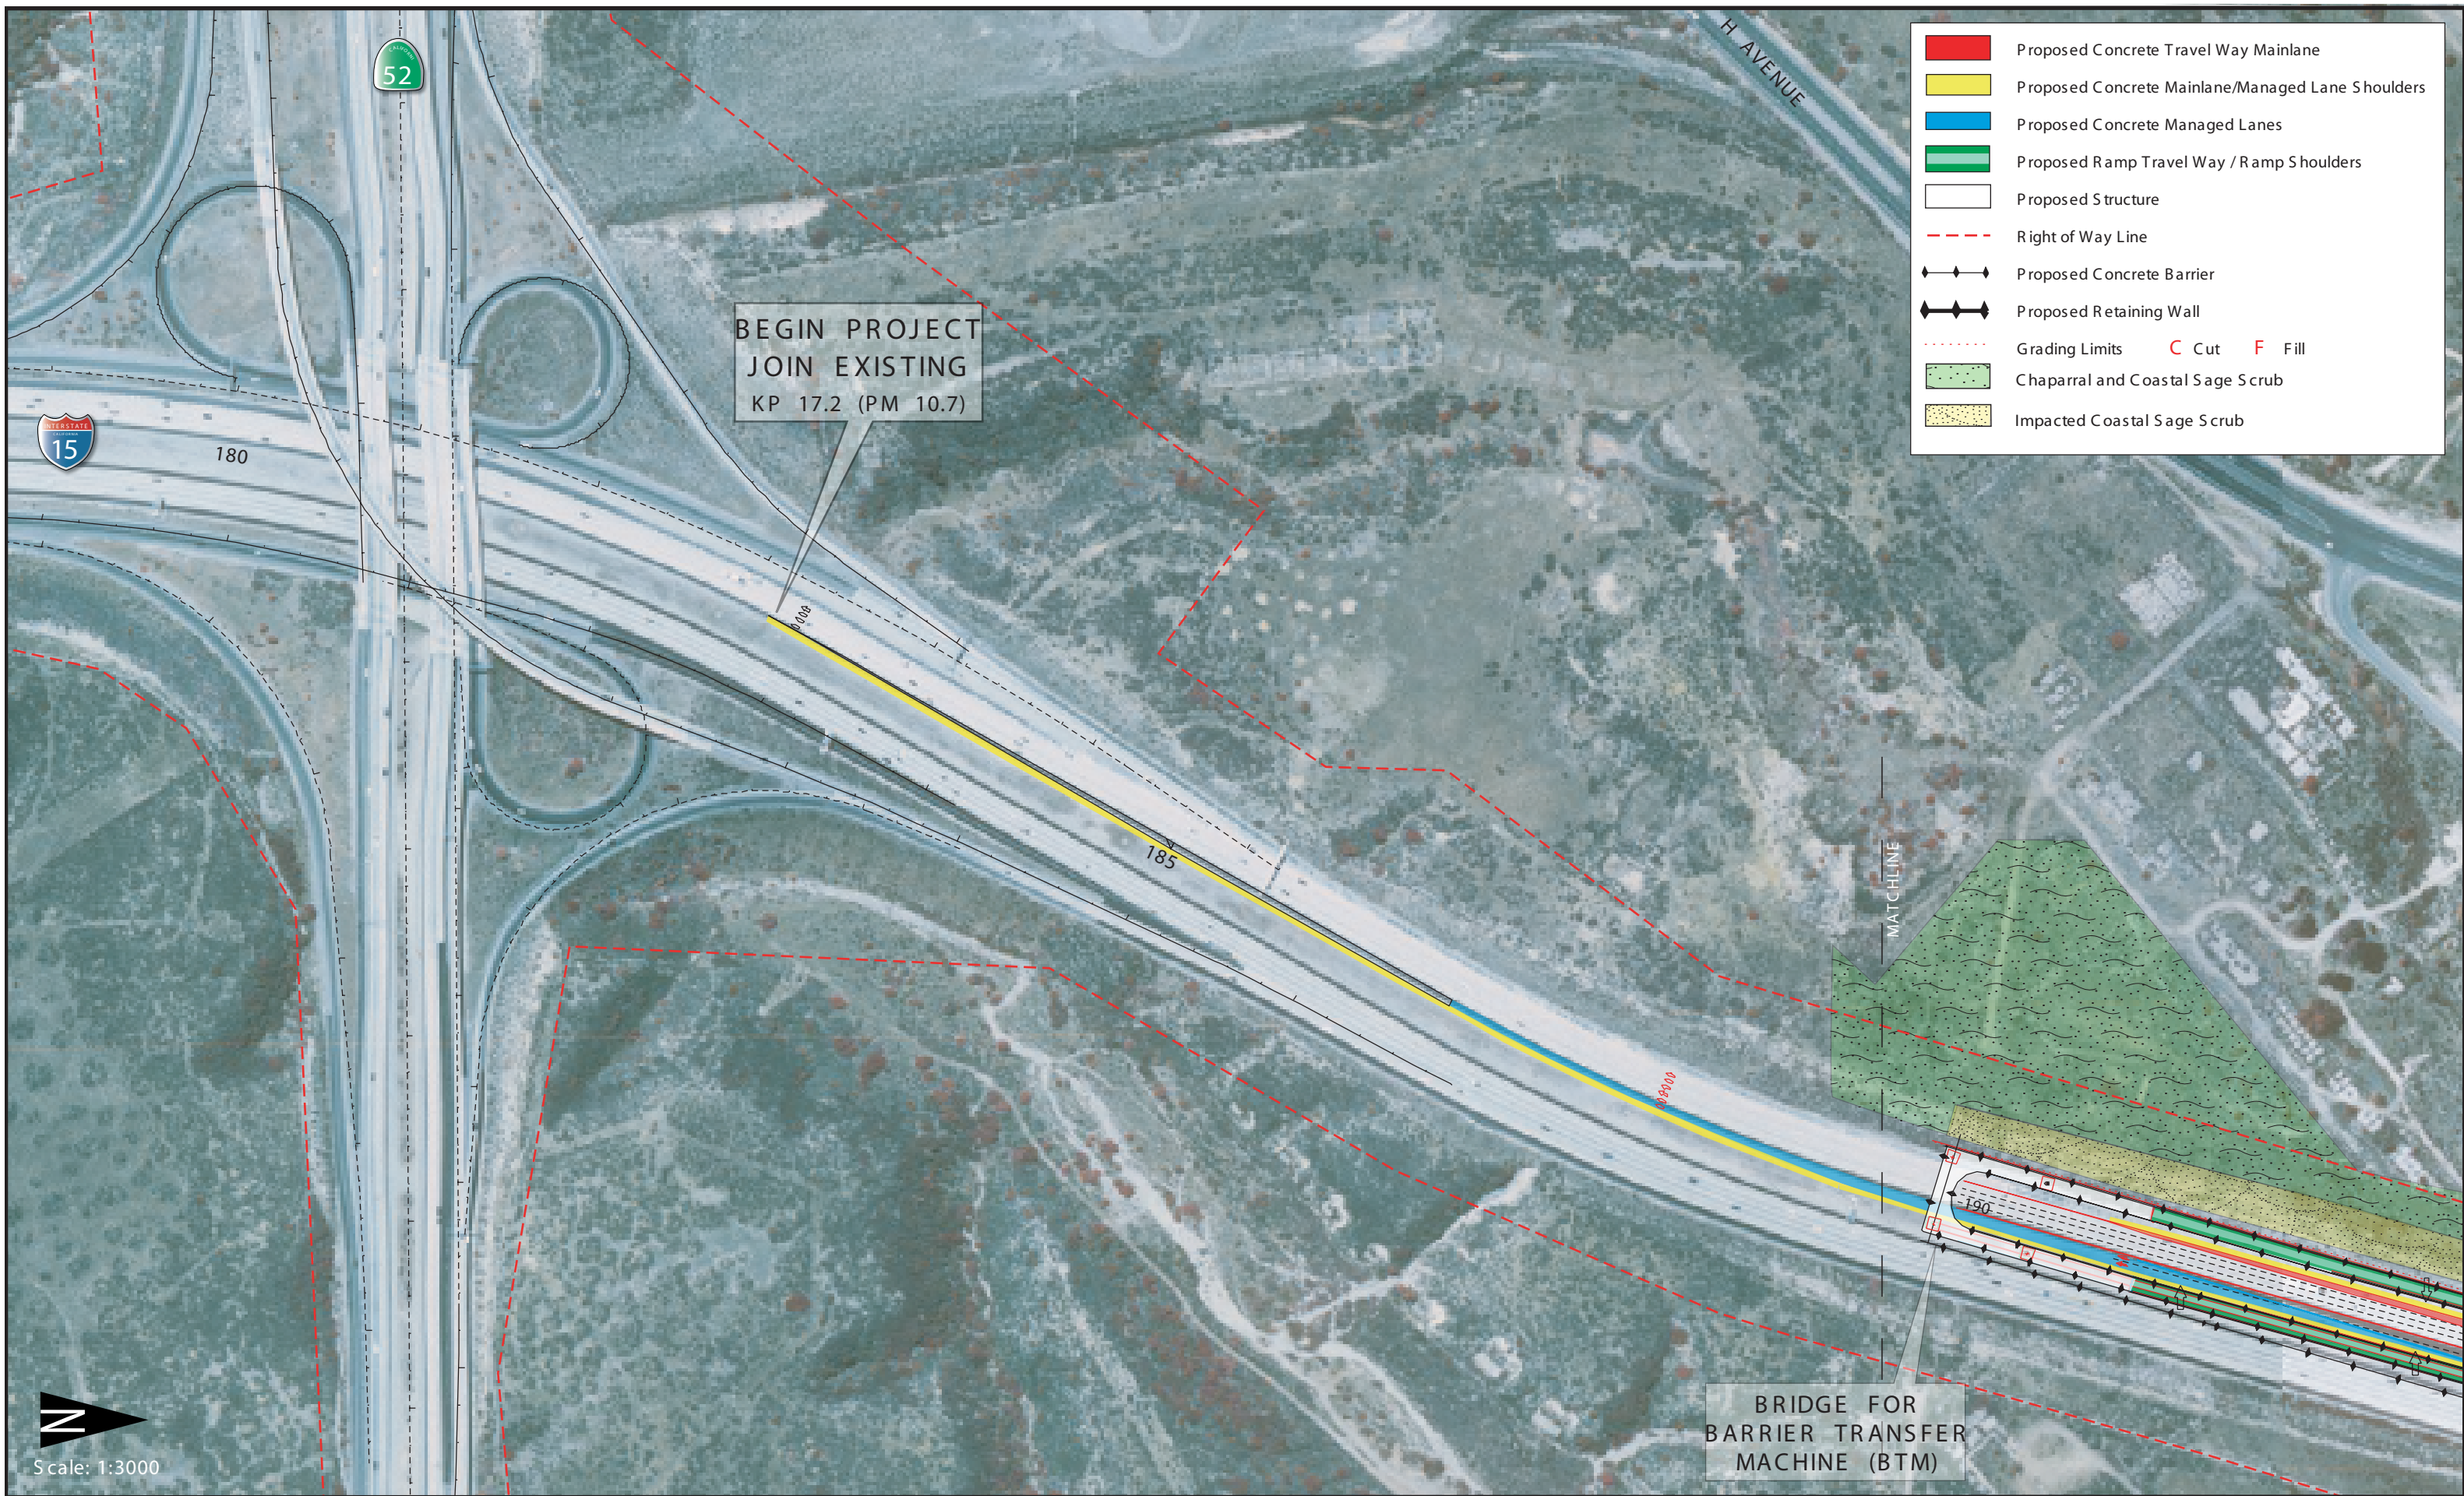 CALIFORNIA
52
H AVENUE
Proposed Concrete Travel Way Mainlane
Proposed Concrete Mainlane/Managed Lane Shoulders
Proposed Concrete Managed Lanes
Proposed Ramp Travel Way / Ramp Shoulders
Proposed Structure
Right of Way Line
Proposed Concrete Barrier
Proposed Retaining Wall
Grading Limits C Cut F Fill
Chaparral and Coastal Sage Scrub
Impacted Coastal Sage Scrub
BEGIN PROJECT
JOIN EXISTING
KP 17.2 (PM 10.7)
INTERSTATE
CALIFORNIA
15
180
185
MATCHLINE
190
BRIDGE FOR
BARRIER TRANSFER
MACHINE (BTM)
N
Scale: 1:3000